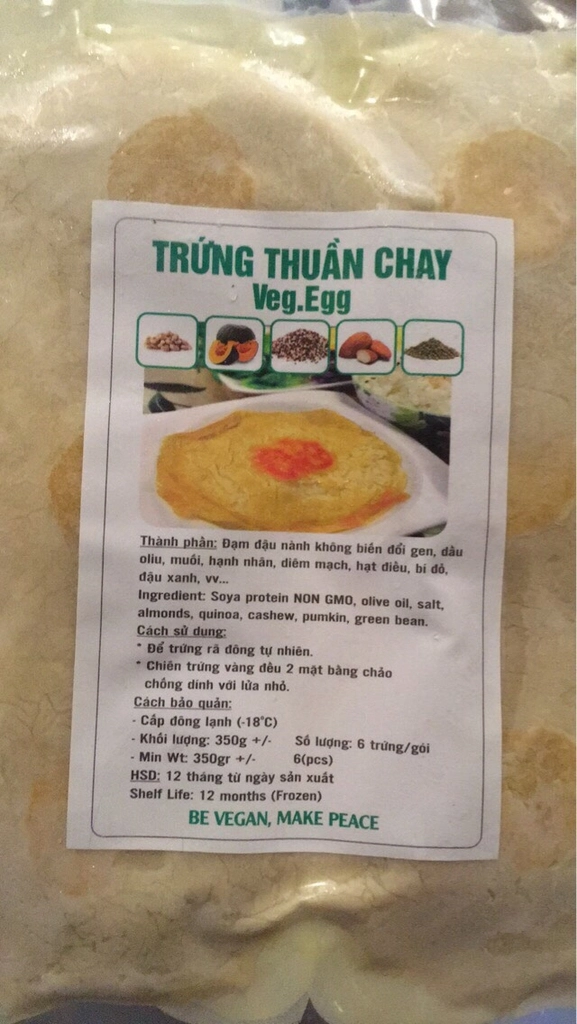 TRỨNG THUẦN CHAY
Veg.Egg
Thành phần: Đạm đậu nành không biến đổi gen, dầu
oliu, muối, hạnh nhân, diêm mạch, hạt điều, bí đỏ,
đậu xanh, vv...
Ingredient: Soya protein NON GMO, olive oil, salt,
almonds, quinoa, cashew, pumkin, green bean.
Cách sử dụng:
* Để trứng rã đông tự nhiên.
* Chiên trứng vàng đều 2 mặt bằng chảo
chống dính với lửa nhỏ.
Cách bảo quản:
- Cấp đông lạnh (-18°C)
- Khối lượng: 350g +/- Số lượng: 6 trứng/gói
- Min Wt: 350gr +/- 6(pcs)
HSD: 12 tháng từ ngày sản xuất
Shelf Life: 12 months (Frozen)
BE VEGAN, MAKE PEACE